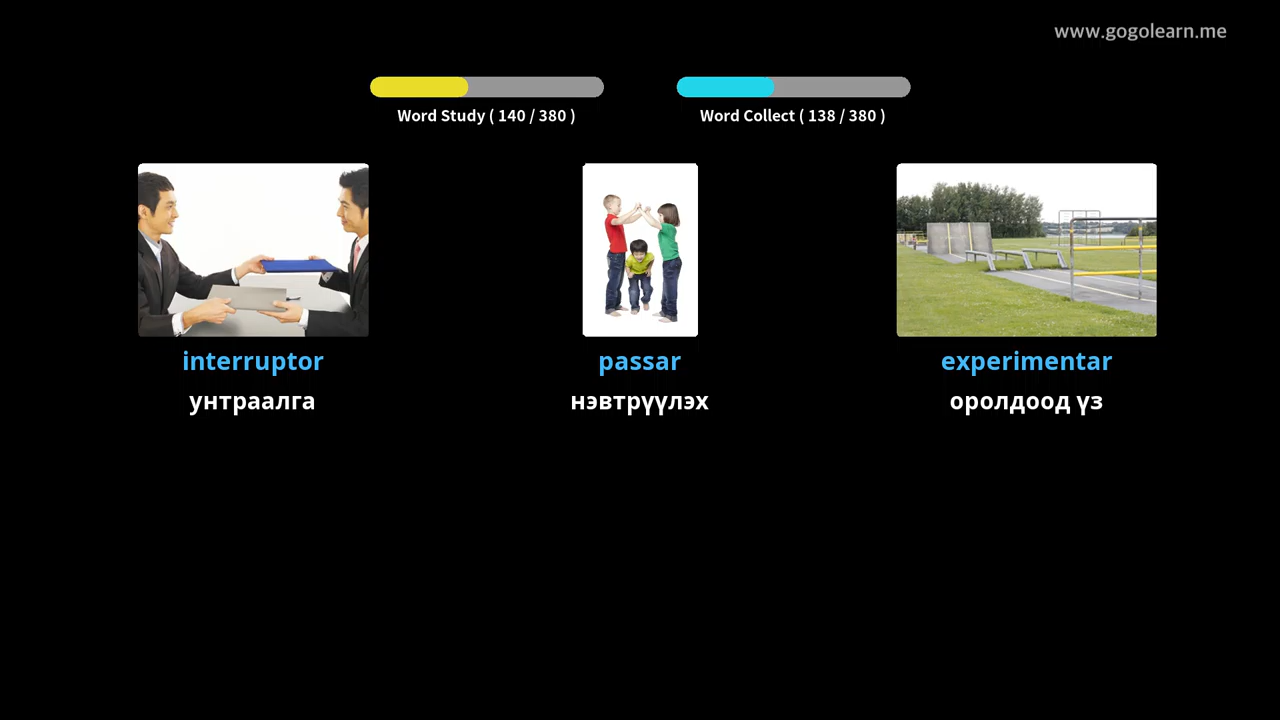 www.gogolearn.me
Word Study ( 140 / 380 )
Word Collect ( 138 / 380 )
interruptor
passar
experimentar
унтраалга
нэвтрүүлэх
оролдоод үз